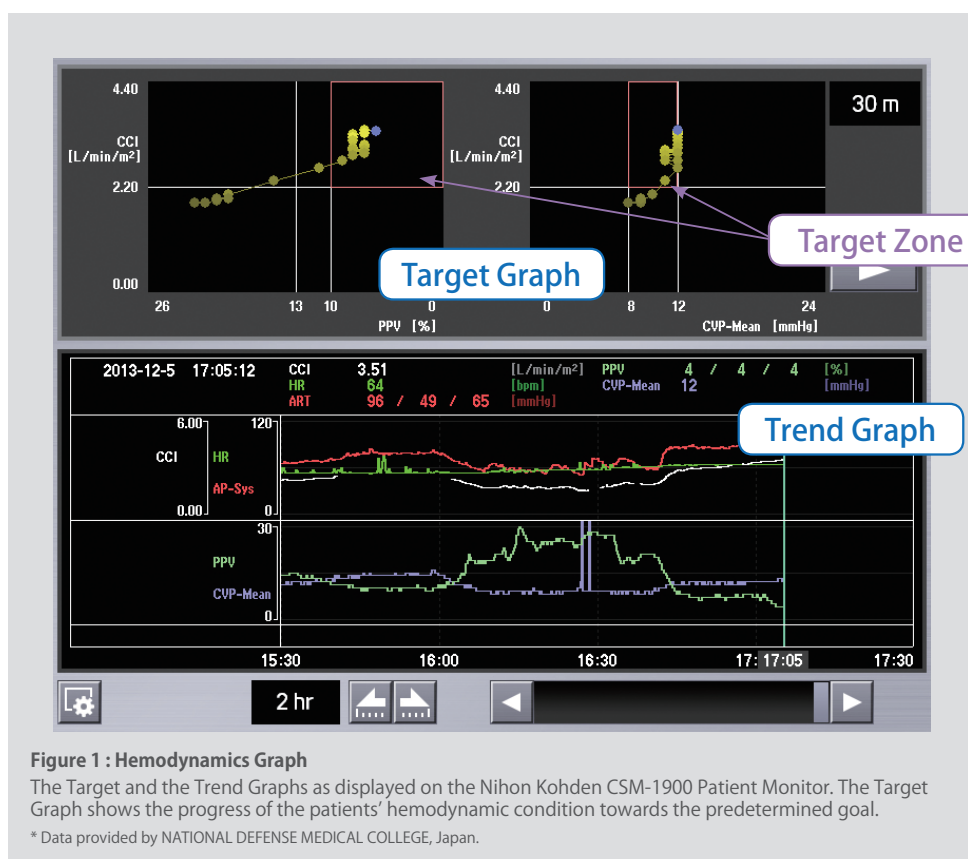 4.40
CCI
[L/min/m²]
2.20
0.00
26 13 10 0
PPV [%]
4.40
CCI
[L/min/m²]
2.20
0 8 12 24
CVP-Mean [mmHg]
30 m
Target Zone
Target Graph
2013-12-5 17:05:12 CCI 3.51 [L/min/m²] PPV 4 / 4 / 4 [%]
HR 64 [bpm] CVP-Mean 12 [mmHg]
ART 96 / 49 / 65 [mmHg]
Trend Graph
6.00 120
CCI HR
AP-Sys
0.00 0
30
PPV
CVP-Mean
0
15:30 16:00 16:30 17: 17:05 17:30
2 hr
Figure 1 : Hemodynamics Graph
The Target and the Trend Graphs as displayed on the Nihon Kohden CSM-1900 Patient Monitor. The Target
Graph shows the progress of the patients’ hemodynamic condition towards the predetermined goal.
* Data provided by NATIONAL DEFENSE MEDICAL COLLEGE, Japan.